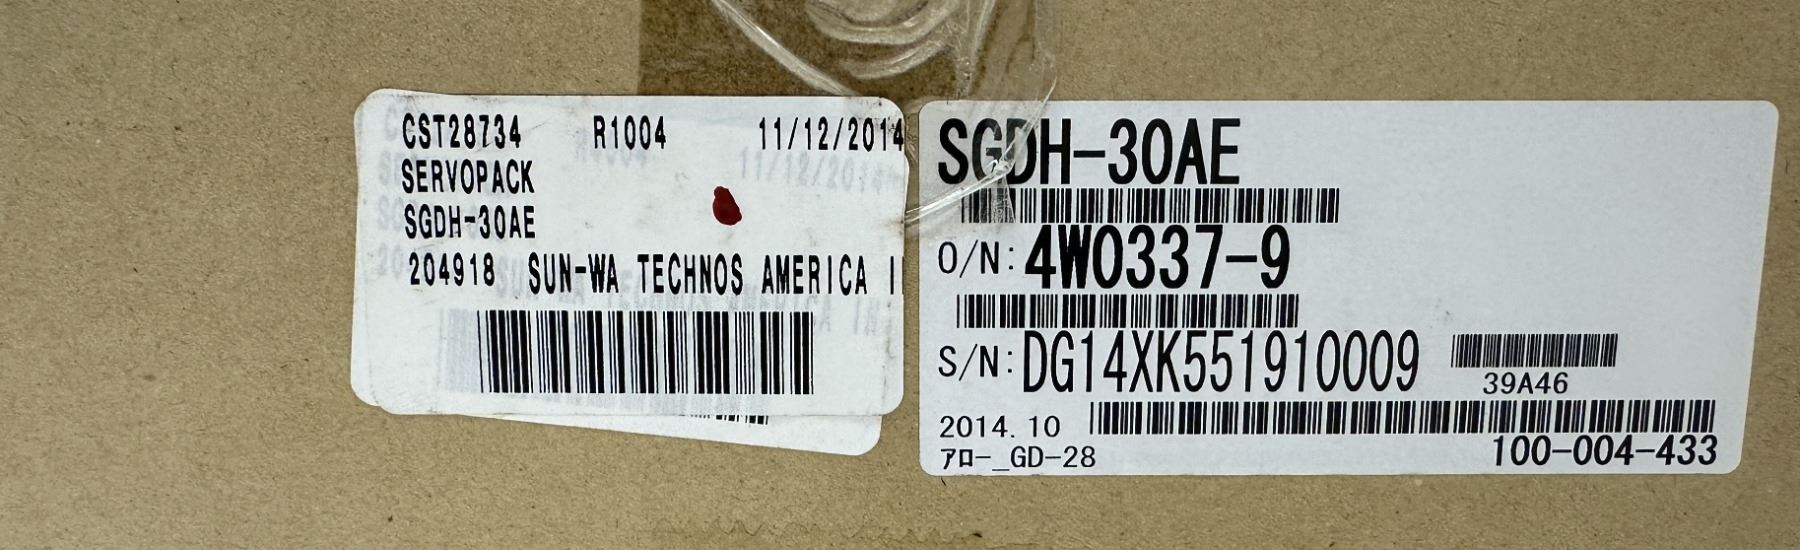 CST28734 R1004 11/12/2014
SERVOPACK
SGDH-30AE
204918 SUN-WA TECHNOS AMERICA I
SGDH-30AE
O/N: 4W0337-9
S/N: DG14XK551910009
39A46
2014.10
100-004-433
アロー_GD-28